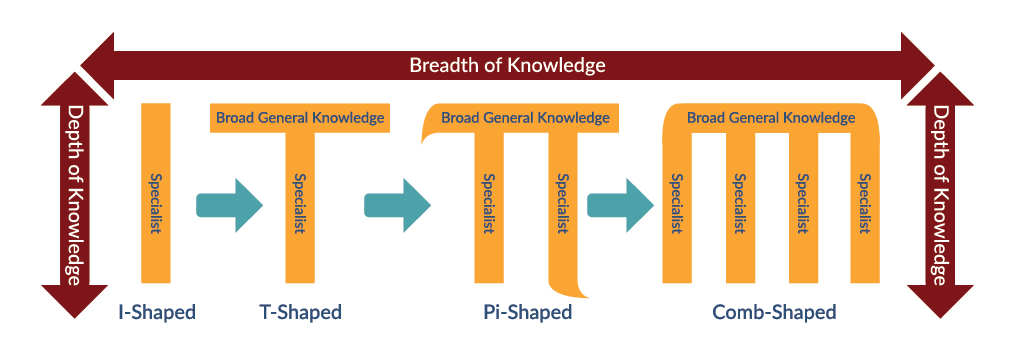 Breadth of Knowledge
Depth of Knowledge
Depth of Knowledge
Broad General Knowledge
Broad General Knowledge
Broad General Knowledge
Specialist
Specialist
Specialist
Specialist
Specialist
Specialist
Specialist
Specialist
I-Shaped
T-Shaped
Pi-Shaped
Comb-Shaped